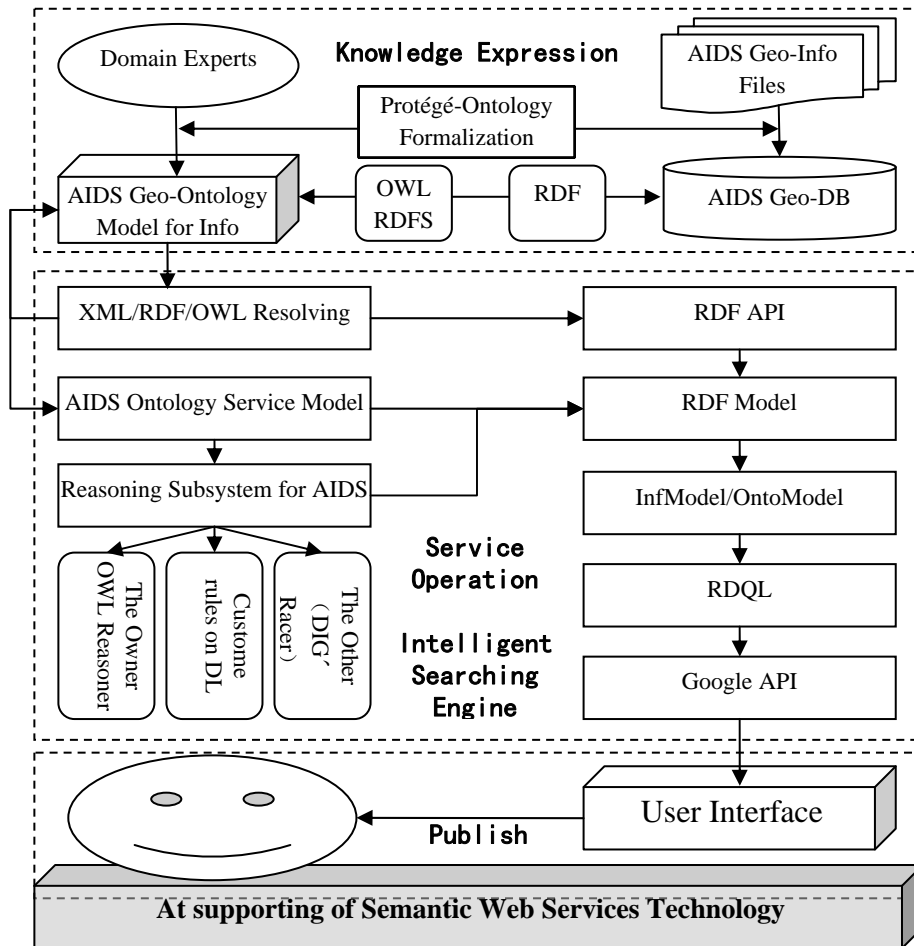 Domain Experts
Knowledge Expression
AIDS Geo-Info
Files
Protégé-Ontology
Formalization
AIDS Geo-Ontology
Model for Info
OWL
RDFS
RDF
AIDS Geo-DB
XML/RDF/OWL Resolving
RDF API
AIDS Ontology Service Model
RDF Model
Reasoning Subsystem for AIDS
InfModel/OntoModel
The Owner
OWL Reasoner
Custome
rules on DL
The Other
(DIG´
Racer)
Service
Operation
Intelligent
Searching
Engine
RDQL
Google API
User Interface
Publish
At supporting of Semantic Web Services Technology